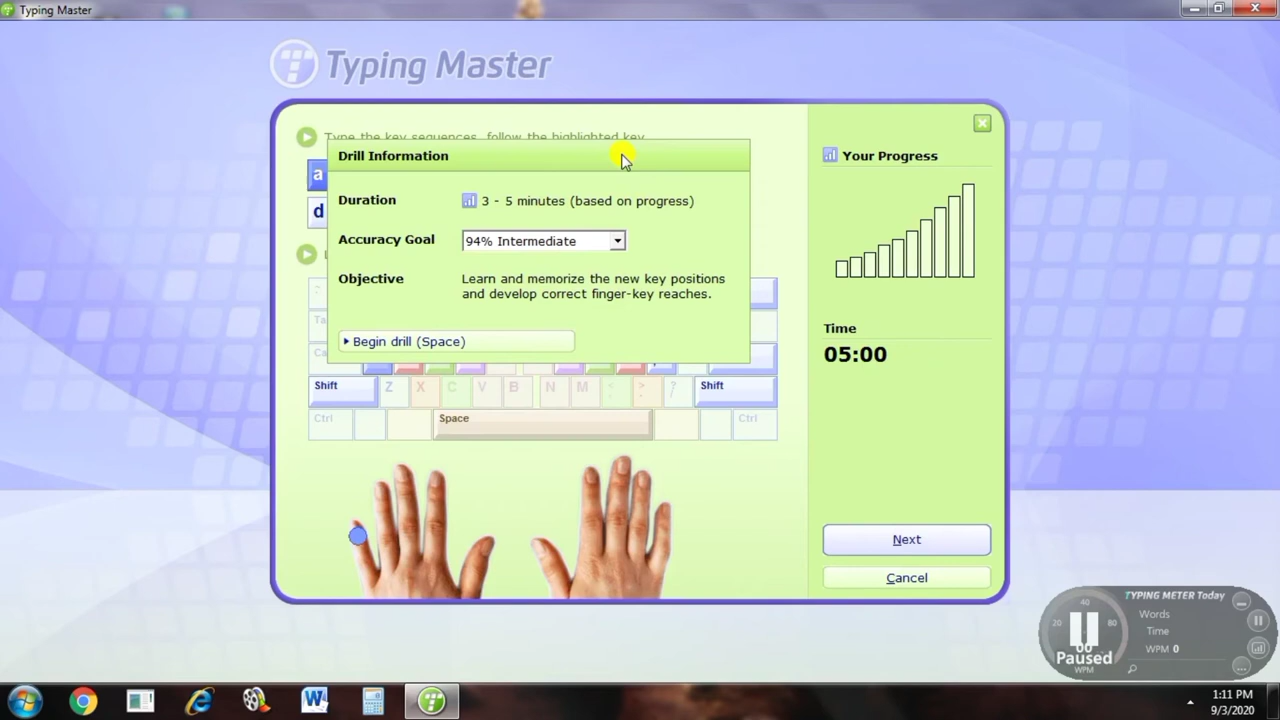 Typing Master
Typing Master
Type the key sequences, follow the highlighted key
a
d
Drill Information
Duration
3 - 5 minutes (based on progress)
Accuracy Goal
94% Intermediate
Objective
Learn and memorize the new key positions
and develop correct finger-key reaches.
Begin drill (Space)
Shift
Z
X
C
V
B
N
M
<
>
?
/
Shift
Ctrl
Space
Ctrl
Your Progress
Time
05:00
Next
Cancel
TYPING METER Today
Words
Time
WPM 0
20
40
80
Paused
WPM
1:11 PM
9/3/2020